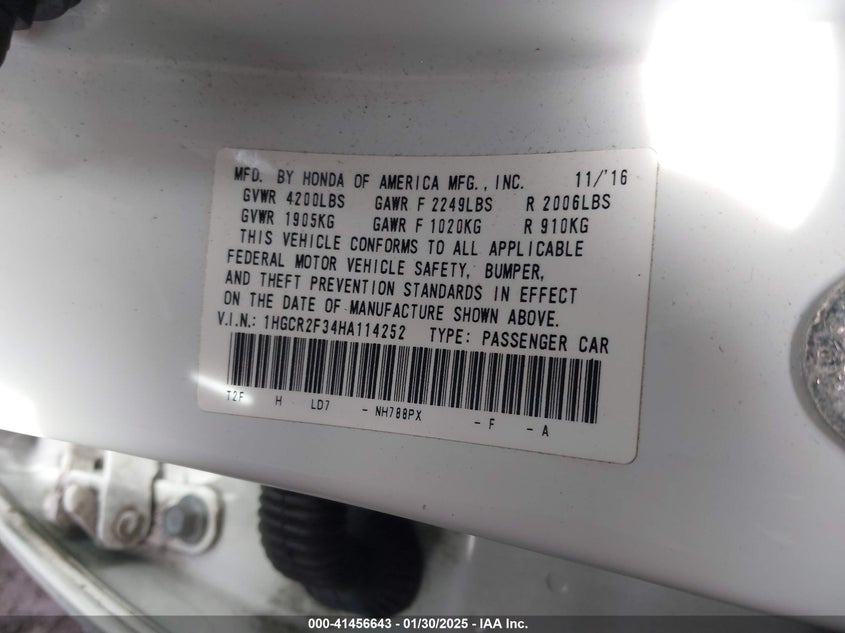 MFD. BY HONDA OF AMERICA MFG., INC. 11/'16
GVWR 4200LBS GAWR F 2249LBS R 2006LBS
GVWR 1905KG GAWR F 1020KG R 910KG
THIS VEHICLE CONFORMS TO ALL APPLICABLE
FEDERAL MOTOR VEHICLE SAFETY, BUMPER,
AND THEFT PREVENTION STANDARDS IN EFFECT
ON THE DATE OF MANUFACTURE SHOWN ABOVE.
V.I.N.: 1HGCR2F34HA114252 TYPE: PASSENGER CAR
T2F H LD7 - NH788PX - F - A
000-41456643 - 01/30/2025 - IAA Inc.